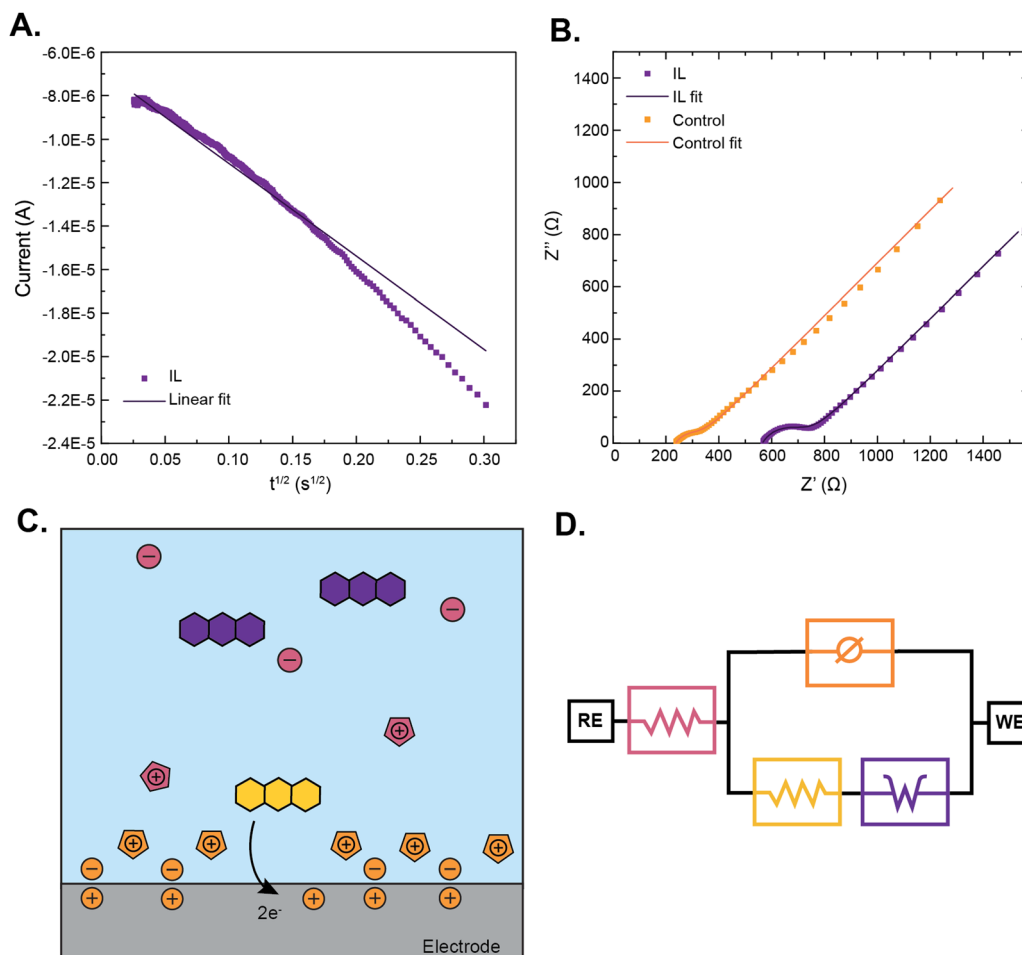 A.
Current (A)
-6.0E-6
-8.0E-6
-1.0E-5
-1.2E-5
-1.4E-5
-1.6E-5
-1.8E-5
-2.0E-5
-2.2E-5
-2.4E-5
IL
Linear fit
0.00 0.05 0.10 0.15 0.20 0.25 0.30
t1/2 (s1/2)
B.
Z'' (Ω)
1400
1200
1000
800
600
400
200
0
IL
IL fit
Control
Control fit
0 200 400 600 800 1000 1200 1400
Z' (Ω)
C.
2e-
Electrode
D.
RE
W
WE